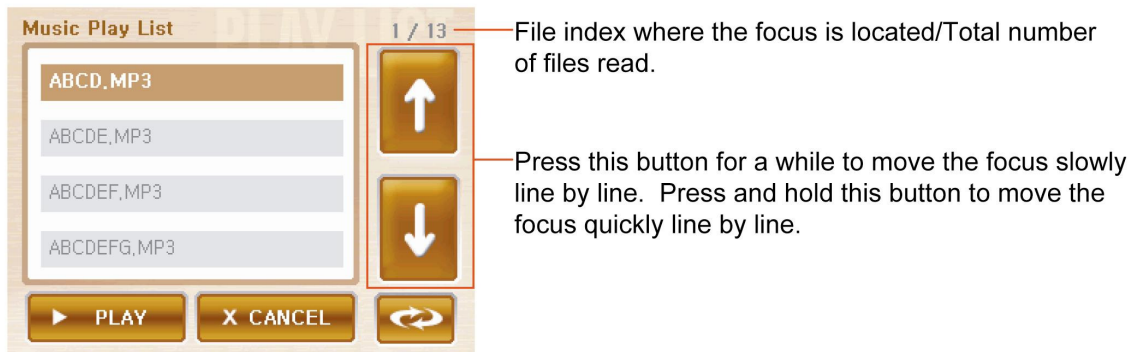 PLAY LIST
Music Play List
1 / 13
ABCD,MP3
ABCDE,MP3
ABCDEF,MP3
ABCDEFG,MP3
PLAY
X CANCEL
File index where the focus is located/Total number
of files read.
Press this button for a while to move the focus slowly
line by line. Press and hold this button to move the
focus quickly line by line.